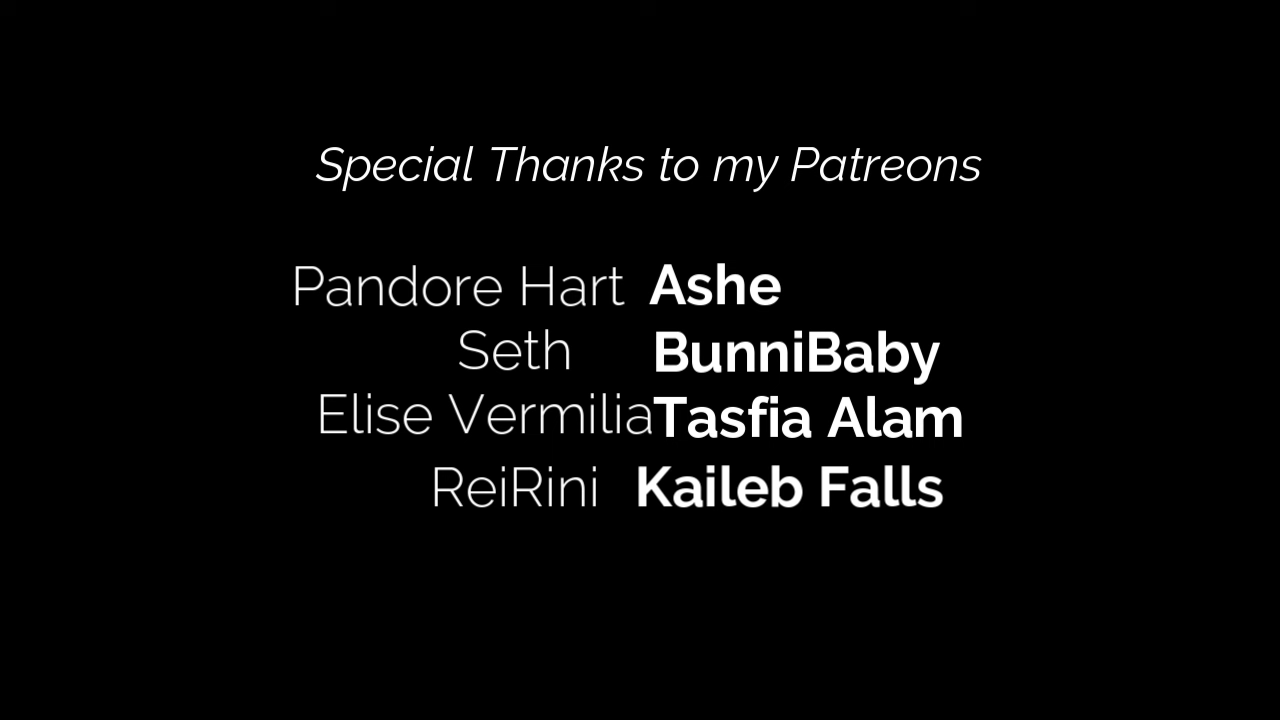 Special Thanks to my Patreons
Pandore Hart Ashe
Seth BunniBaby
Elise Vermilia Tasfia Alam
ReiRini Kaileb Falls